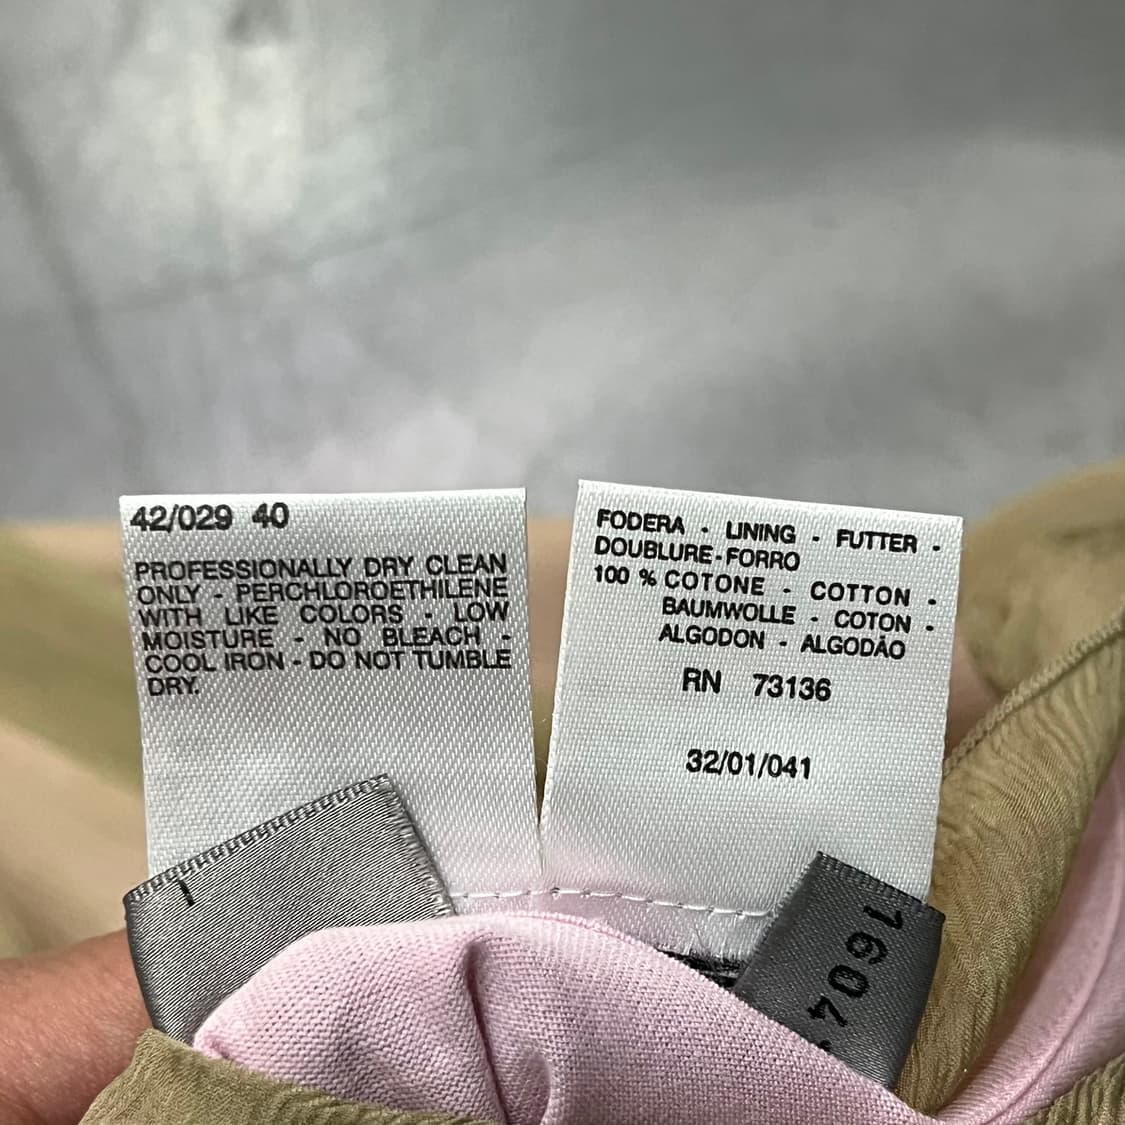 42/029 40
PROFESSIONALLY DRY CLEAN
ONLY - PERCHLOROETHILENE
WITH LIKE COLORS - LOW
MOISTURE - NO BLEACH -
COOL IRON - DO NOT TUMBLE
DRY.
FODERA - LINING - FUTTER -
DOUBLURE-FORRO
100 % COTONE - COTTON -
BAUMWOLLE - COTON -
ALGODON - ALGODÃO
RN 73136
32/01/041
1604